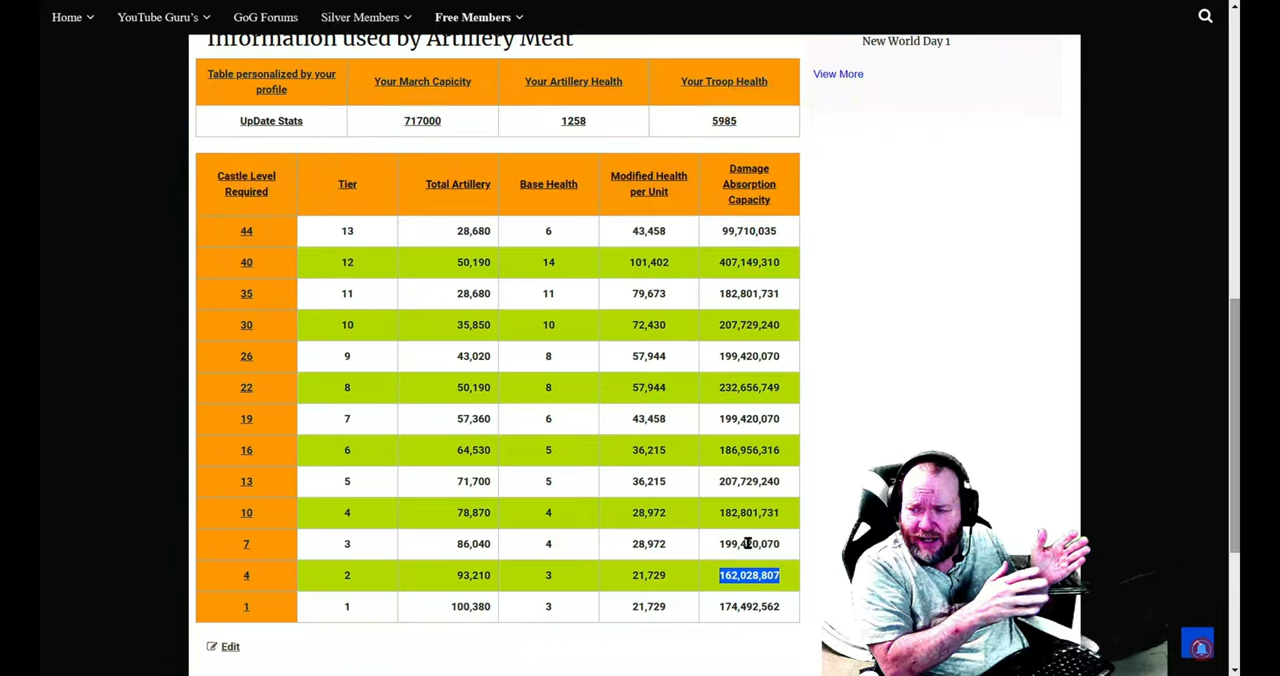 Home YouTube Guru's GoG Forums Silver Members Free Members
Information used by Artillery Meat
New World Day 1
View More
Table personalized by your profile Your March Capicity Your Artillery Health Your Troop Health
UpDate Stats 717000 1258 5985
Castle Level Required Tier Total Artillery Base Health Modified Health per Unit Damage Absorption Capacity
44 13 28,680 6 43,458 99,710,035
40 12 50,190 14 101,402 407,149,310
35 11 28,680 11 79,673 182,801,731
30 10 35,850 10 72,430 207,729,240
26 9 43,020 8 57,944 199,420,070
22 8 50,190 8 57,944 232,656,749
19 7 57,360 6 43,458 199,420,070
16 6 64,530 5 36,215 186,956,316
13 5 71,700 5 36,215 207,729,240
10 4 78,870 4 28,972 182,801,731
7 3 86,040 4 28,972 199,420,070
4 2 93,210 3 21,729 162,028,807
1 1 100,380 3 21,729 174,492,562
Edit